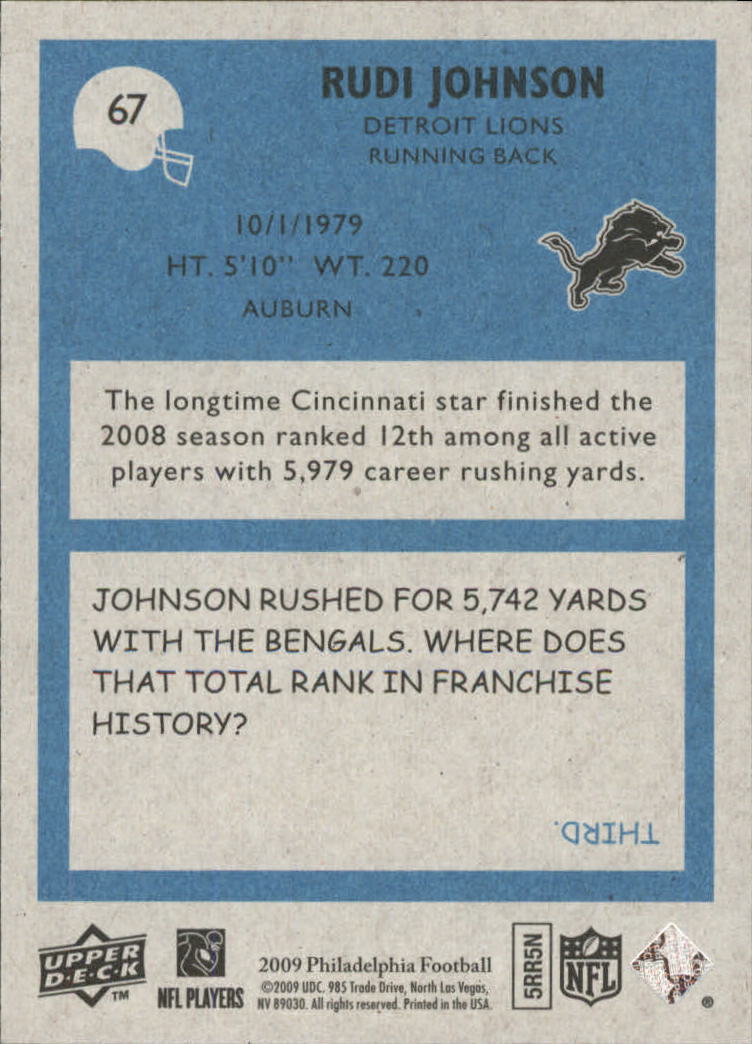 67
RUDI JOHNSON
DETROIT LIONS
RUNNING BACK
10/1/1979
HT. 5'10" WT. 220
AUBURN
The longtime Cincinnati star finished the
2008 season ranked 12th among all active
players with 5,979 career rushing yards.
JOHNSON RUSHED FOR 5,742 YARDS
WITH THE BENGALS. WHERE DOES
THAT TOTAL RANK IN FRANCHISE
HISTORY?
THIRD.
UPPER
D·E·C·K
TM
NFL PLAYERS
2009 Philadelphia Football
©2009 UDC. 985 Trade Drive, North Las Vegas,
NV 89030. All rights reserved. Printed in the USA.
5RR5N
NFL
®